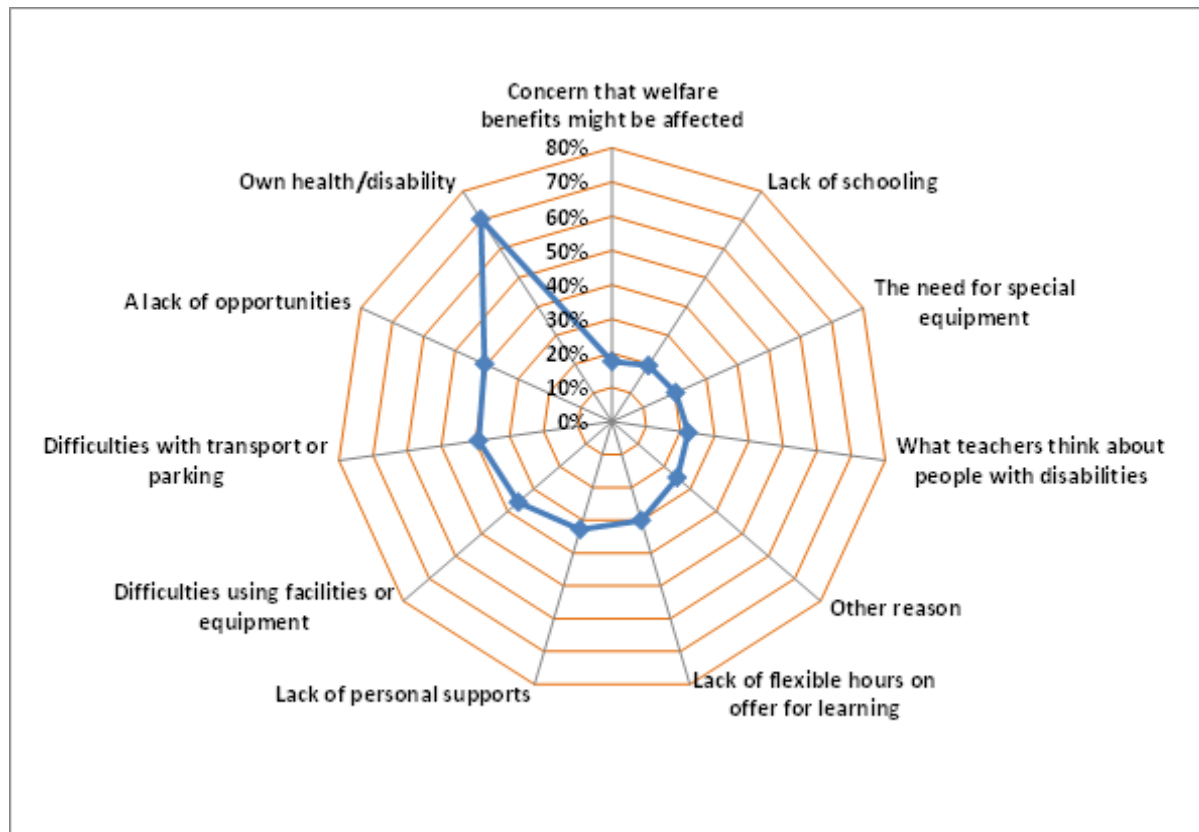 Concern that welfare
benefits might be affected
80%
70%
60%
50%
40%
30%
20%
10%
0%
Lack of schooling
The need for special
equipment
What teachers think about
people with disabilities
Other reason
Lack of flexible hours on
offer for learning
Lack of personal supports
Difficulties using facilities or
equipment
Difficulties with transport or
parking
A lack of opportunities
Own health/disability